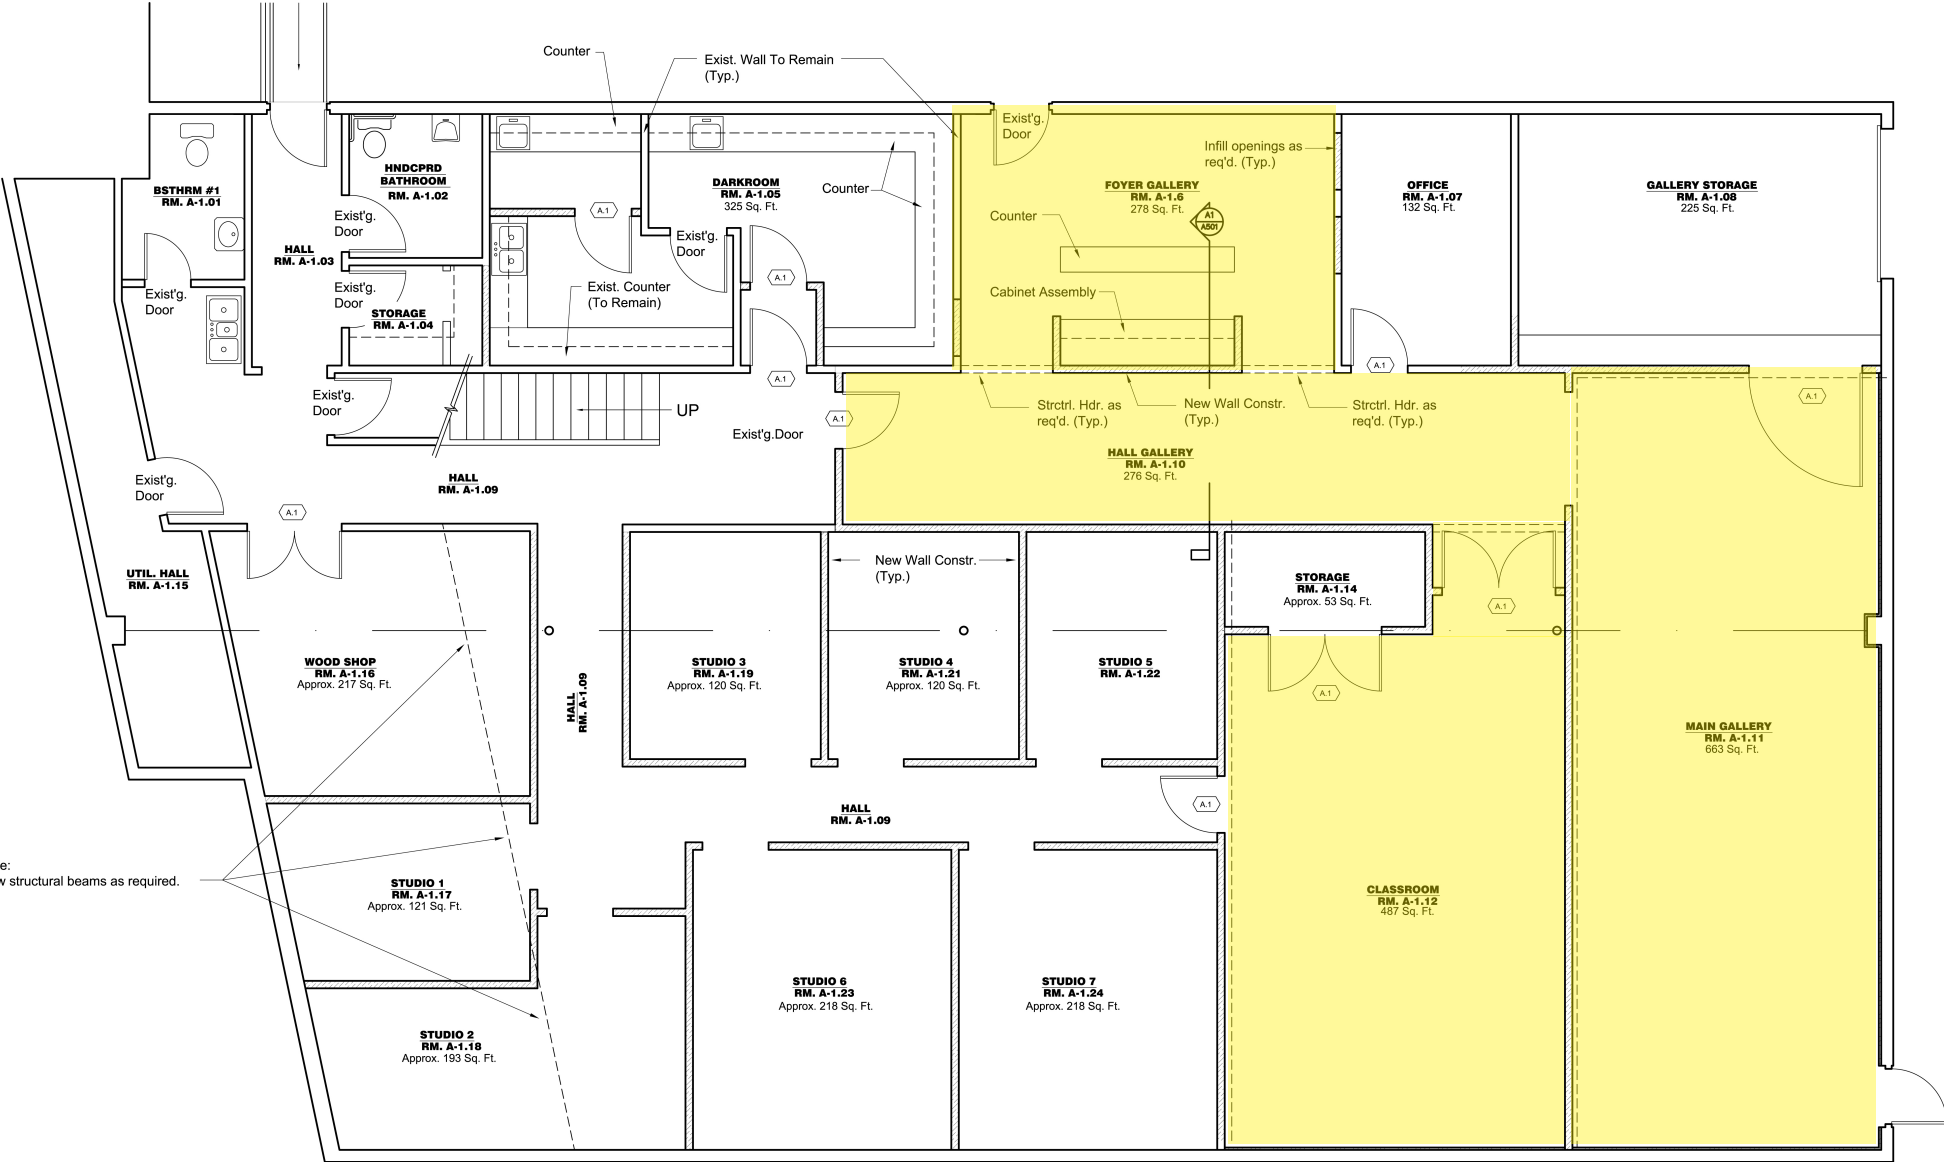 Counter
Exist. Wall To Remain
(Typ.)
Exist'g.
Door
Infill openings as
req'd. (Typ.)
BSTHRM #1
RM. A-1.01
HNDCPRD
BATHROOM
RM. A-1.02
DARKROOM
RM. A-1.05
325 Sq. Ft.
Counter
FOYER GALLERY
RM. A-1.6
278 Sq. Ft.
OFFICE
RM. A-1.07
132 Sq. Ft.
GALLERY STORAGE
RM. A-1.08
225 Sq. Ft.
A.1
Exist'g.
Door
Exist'g.
Door
Counter
A1
A501
HALL
RM. A-1.03
A.1
Exist'g.
Door
Exist'g.
Door
Exist. Counter
(To Remain)
Cabinet Assembly
STORAGE
RM. A-1.04
A.1
A.1
A.1
Exist'g.
Door
UP
A.1
Exist'g.Door
Strctrl. Hdr. as
req'd. (Typ.)
New Wall Constr.
(Typ.)
Strctrl. Hdr. as
req'd. (Typ.)
HALL GALLERY
RM. A-1.10
276 Sq. Ft.
Exist'g.
Door
HALL
RM. A-1.09
A.1
UTIL. HALL
RM. A-1.15
New Wall Constr.
(Typ.)
STORAGE
RM. A-1.14
Approx. 53 Sq. Ft.
A.1
WOOD SHOP
RM. A-1.16
Approx. 217 Sq. Ft.
HALL
RM. A-1.09
STUDIO 3
RM. A-1.19
Approx. 120 Sq. Ft.
STUDIO 4
RM. A-1.21
Approx. 120 Sq. Ft.
STUDIO 5
RM. A-1.22
A.1
MAIN GALLERY
RM. A-1.11
663 Sq. Ft.
HALL
RM. A-1.09
A.1
e:
w structural beams as required.
STUDIO 1
RM. A-1.17
Approx. 121 Sq. Ft.
CLASSROOM
RM. A-1.12
487 Sq. Ft.
STUDIO 2
RM. A-1.18
Approx. 193 Sq. Ft.
STUDIO 6
RM. A-1.23
Approx. 218 Sq. Ft.
STUDIO 7
RM. A-1.24
Approx. 218 Sq. Ft.